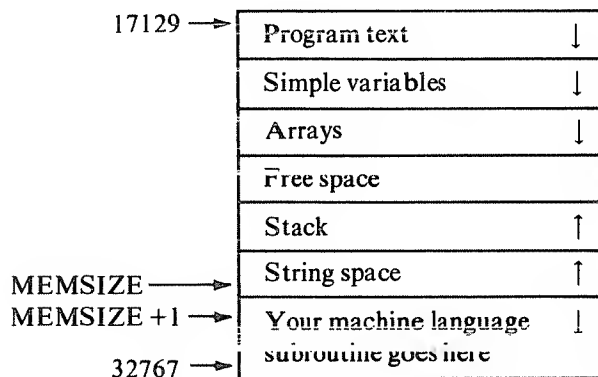 17129 → Program text ↓
Simple variables ↓
Arrays ↓
Free space
Stack ↑
MEMSIZE → String space ↑
MEMSIZE +1 → Your machine language ↓
32767 → subroutine goes here